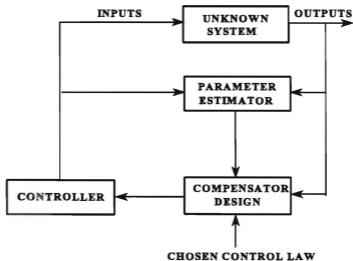 INPUTS
UNKNOWN
SYSTEM
OUTPUTS
PARAMETER
ESTIMATOR
CONTROLLER
COMPENSATOR
DESIGN
CHOSEN CONTROL LAW